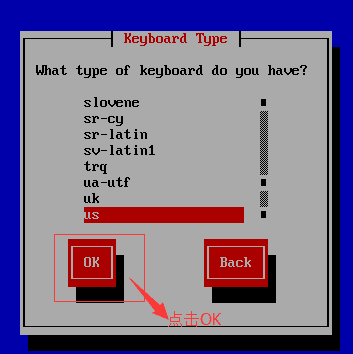 Keyboard Type
What type of keyboard do you have?
slovene
sr-cy
sr-latin
sv-latin1
trq
ua-utf
uk
us
OK
Back
点击OK